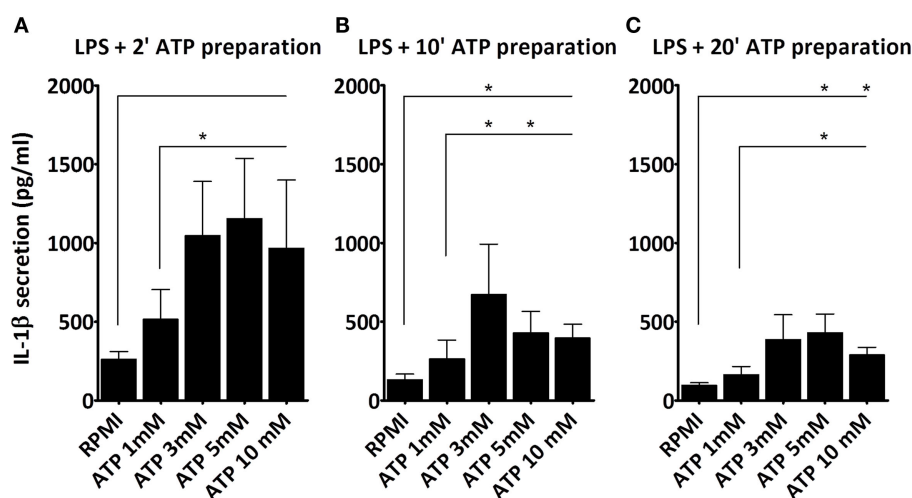 A
LPS + 2' ATP preparation
B
LPS + 10' ATP preparation
C
LPS + 20' ATP preparation
IL-1β secretion (pg/ml)
2000
1500
1000
500
0
*
RPMI
ATP 1mM
ATP 3mM
ATP 5mM
ATP 10 mM
2000
1500
1000
500
0
*
* *
RPMI
ATP 1mM
ATP 3mM
ATP 5mM
ATP 10 mM
2000
1500
1000
500
0
* *
*
RPMI
ATP 1mM
ATP 3mM
ATP 5mM
ATP 10 mM